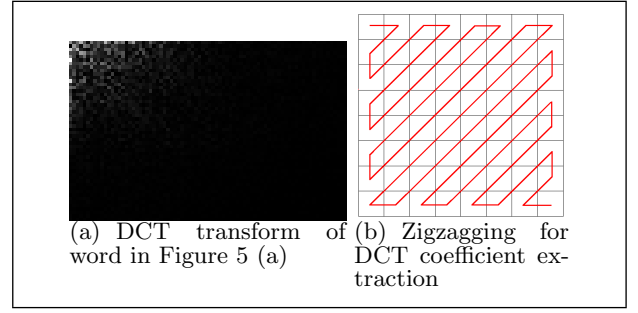 (a) DCT transform of
word in Figure 5 (a)
(b) Zigzagging for
DCT coefficient ex-
traction